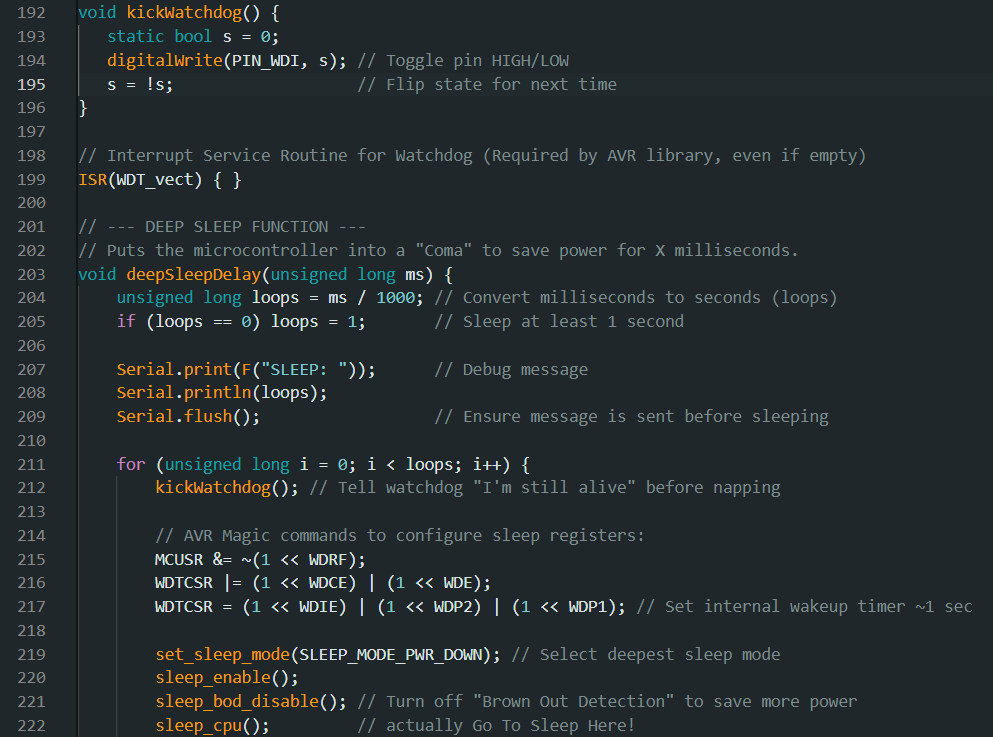 192 void kickWatchdog() {
193 static bool s = 0;
194 digitalWrite(PIN_WDI, s); // Toggle pin HIGH/LOW
195 s = !s; // Flip state for next time
196 }
197
198 // Interrupt Service Routine for Watchdog (Required by AVR library, even if empty)
199 ISR(WDT_vect) { }
200
201 // --- DEEP SLEEP FUNCTION ---
202 // Puts the microcontroller into a "Coma" to save power for X milliseconds.
203 void deepSleepDelay(unsigned long ms) {
204 unsigned long loops = ms / 1000; // Convert milliseconds to seconds (loops)
205 if (loops == 0) loops = 1; // Sleep at least 1 second
206
207 Serial.print(F("SLEEP: ")); // Debug message
208 Serial.println(loops);
209 Serial.flush(); // Ensure message is sent before sleeping
210
211 for (unsigned long i = 0; i < loops; i++) {
212 kickWatchdog(); // Tell watchdog "I'm still alive" before napping
213
214 // AVR Magic commands to configure sleep registers:
215 MCUSR &= ~(1 << WDRF);
216 WDTCSR |= (1 << WDCE) | (1 << WDE);
217 WDTCSR = (1 << WDIE) | (1 << WDP2) | (1 << WDP1); // Set internal wakeup timer ~1 sec
218
219 set_sleep_mode(SLEEP_MODE_PWR_DOWN); // Select deepest sleep mode
220 sleep_enable();
221 sleep_bod_disable(); // Turn off "Brown Out Detection" to save more power
222 sleep_cpu(); // actually Go To Sleep Here!